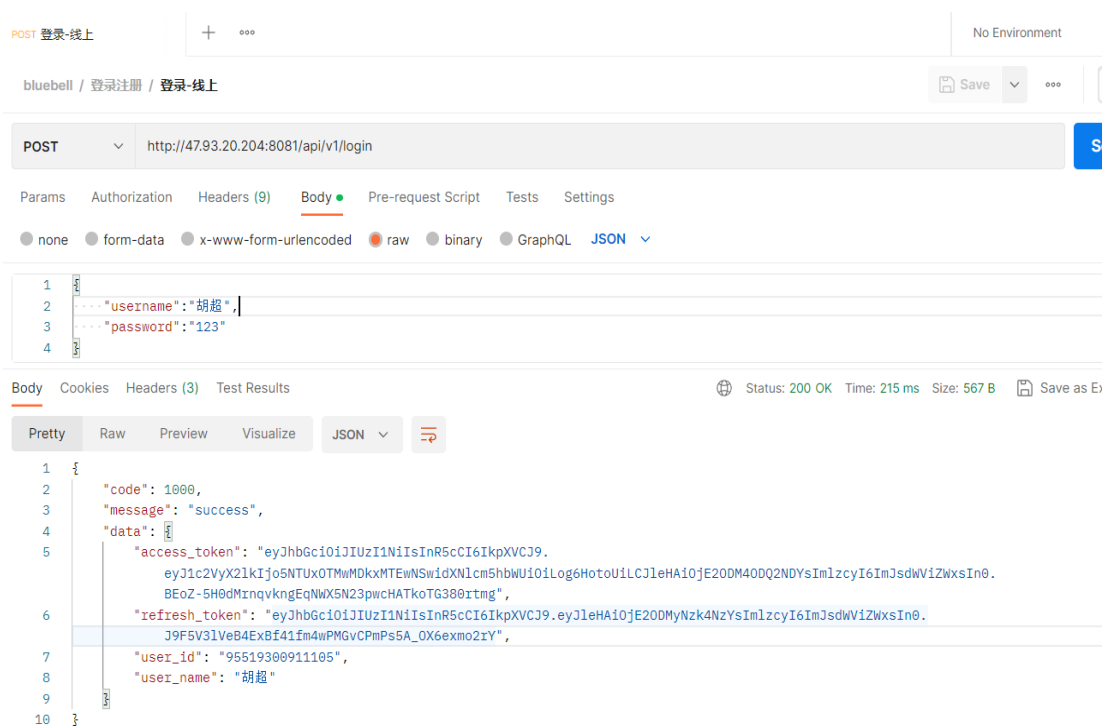 POST 登录-线上
No Environment
bluebell / 登录注册 / 登录-线上
Save
POST
http://47.93.20.204:8081/api/v1/login
Params Authorization Headers (9) Body Pre-request Script Tests Settings
none form-data x-www-form-urlencoded raw binary GraphQL JSON
1 {
2 "username":"胡超",
3 "password":"123"
4 }
Body Cookies Headers (3) Test Results Status: 200 OK Time: 215 ms Size: 567 B Save as Ex
Pretty Raw Preview Visualize JSON
1 {
2 "code": 1000,
3 "message": "success",
4 "data": {
5 "access_token": "eyJhbGciOiJIUzI1NiIsInR5cCI6IkpXVCJ9.
eyJ1c2VyX2lkIjo5NTUxOTMwMDkxMTEwNSwidXNlcm5hbWUiOiLog6HotoUiLCJleHAiOjE2ODM4ODQ2NDYsImlzcyI6ImJsdWViZWxsIn0.
BEoZ-5H0dMrnqvkngEqNWX5N23pwcHATkoTG380rtmg",
6 "refresh_token": "eyJhbGciOiJIUzI1NiIsInR5cCI6IkpXVCJ9.eyJleHAiOjE2ODMyNzk4NzYsImlzcyI6ImJsdWViZWxsIn0.
J9F5V3lVeB4ExBf41fm4wPMGvCPmPs5A_OX6exmo2rY",
7 "user_id": "95519300911105",
8 "user_name": "胡超"
9 }
10 }